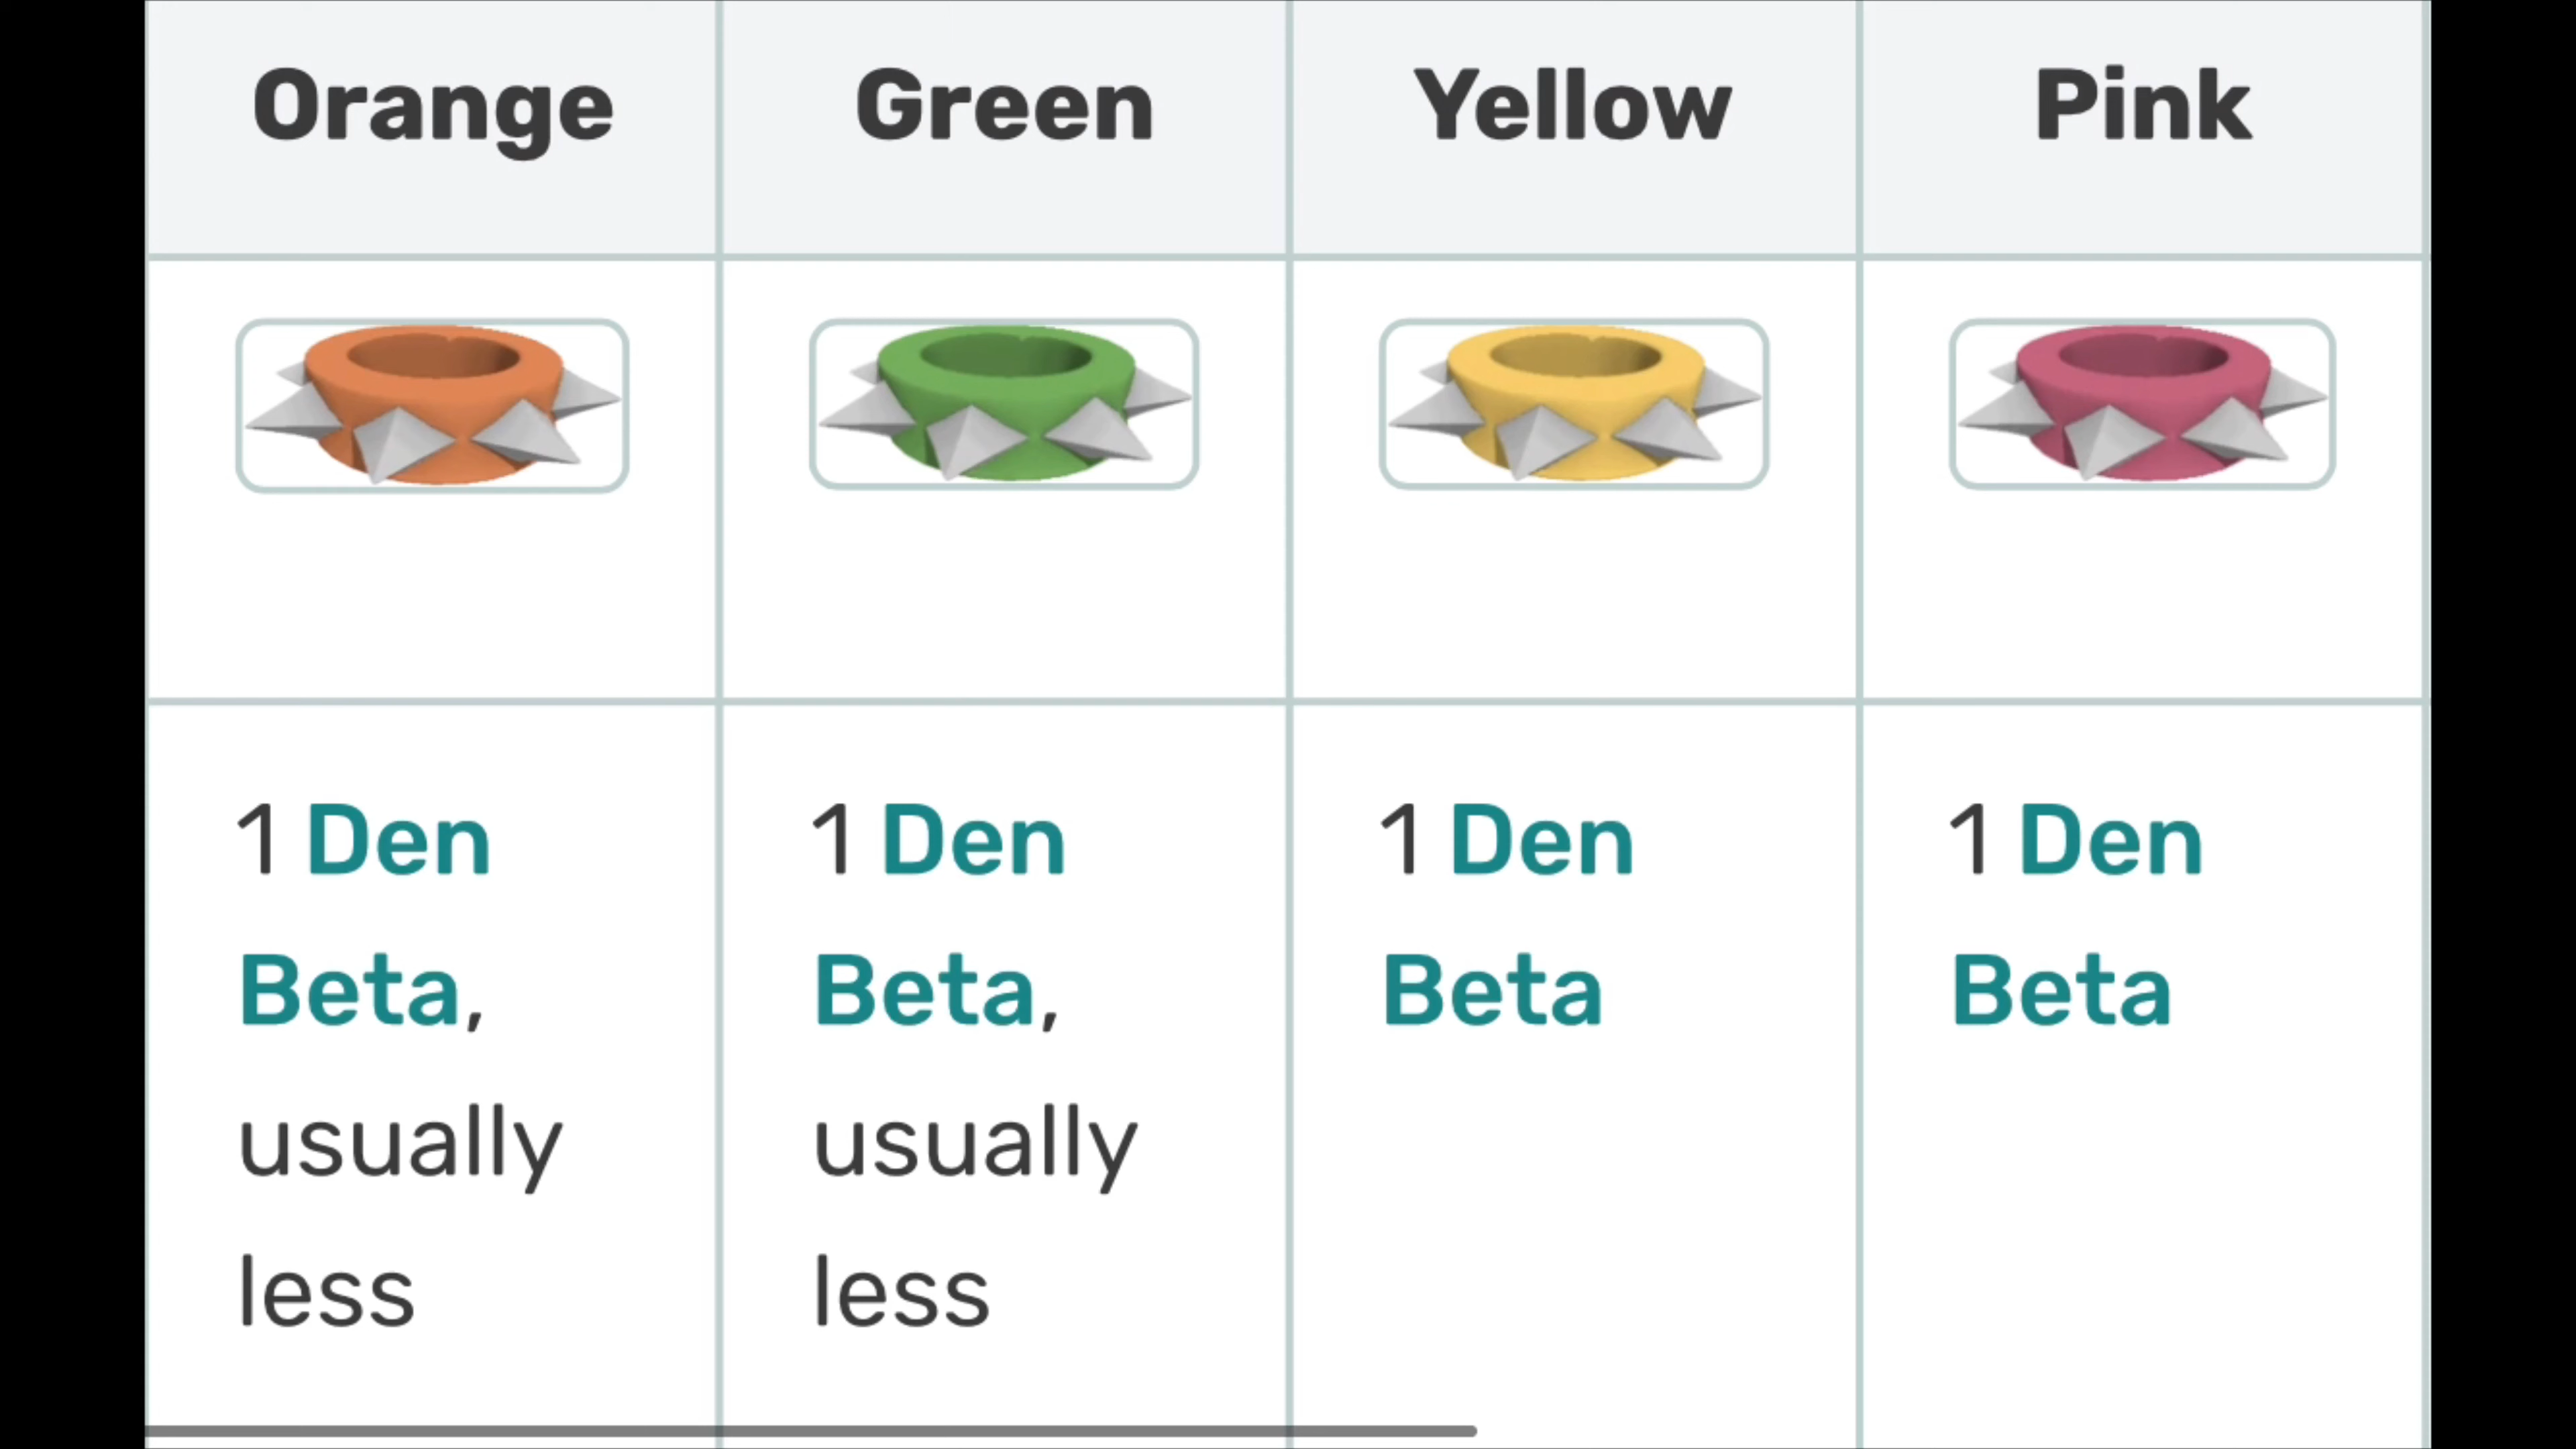 Orange
Green
Yellow
Pink
1 Den
Beta,
usually
less
1 Den
Beta,
usually
less
1 Den
Beta
1 Den
Beta